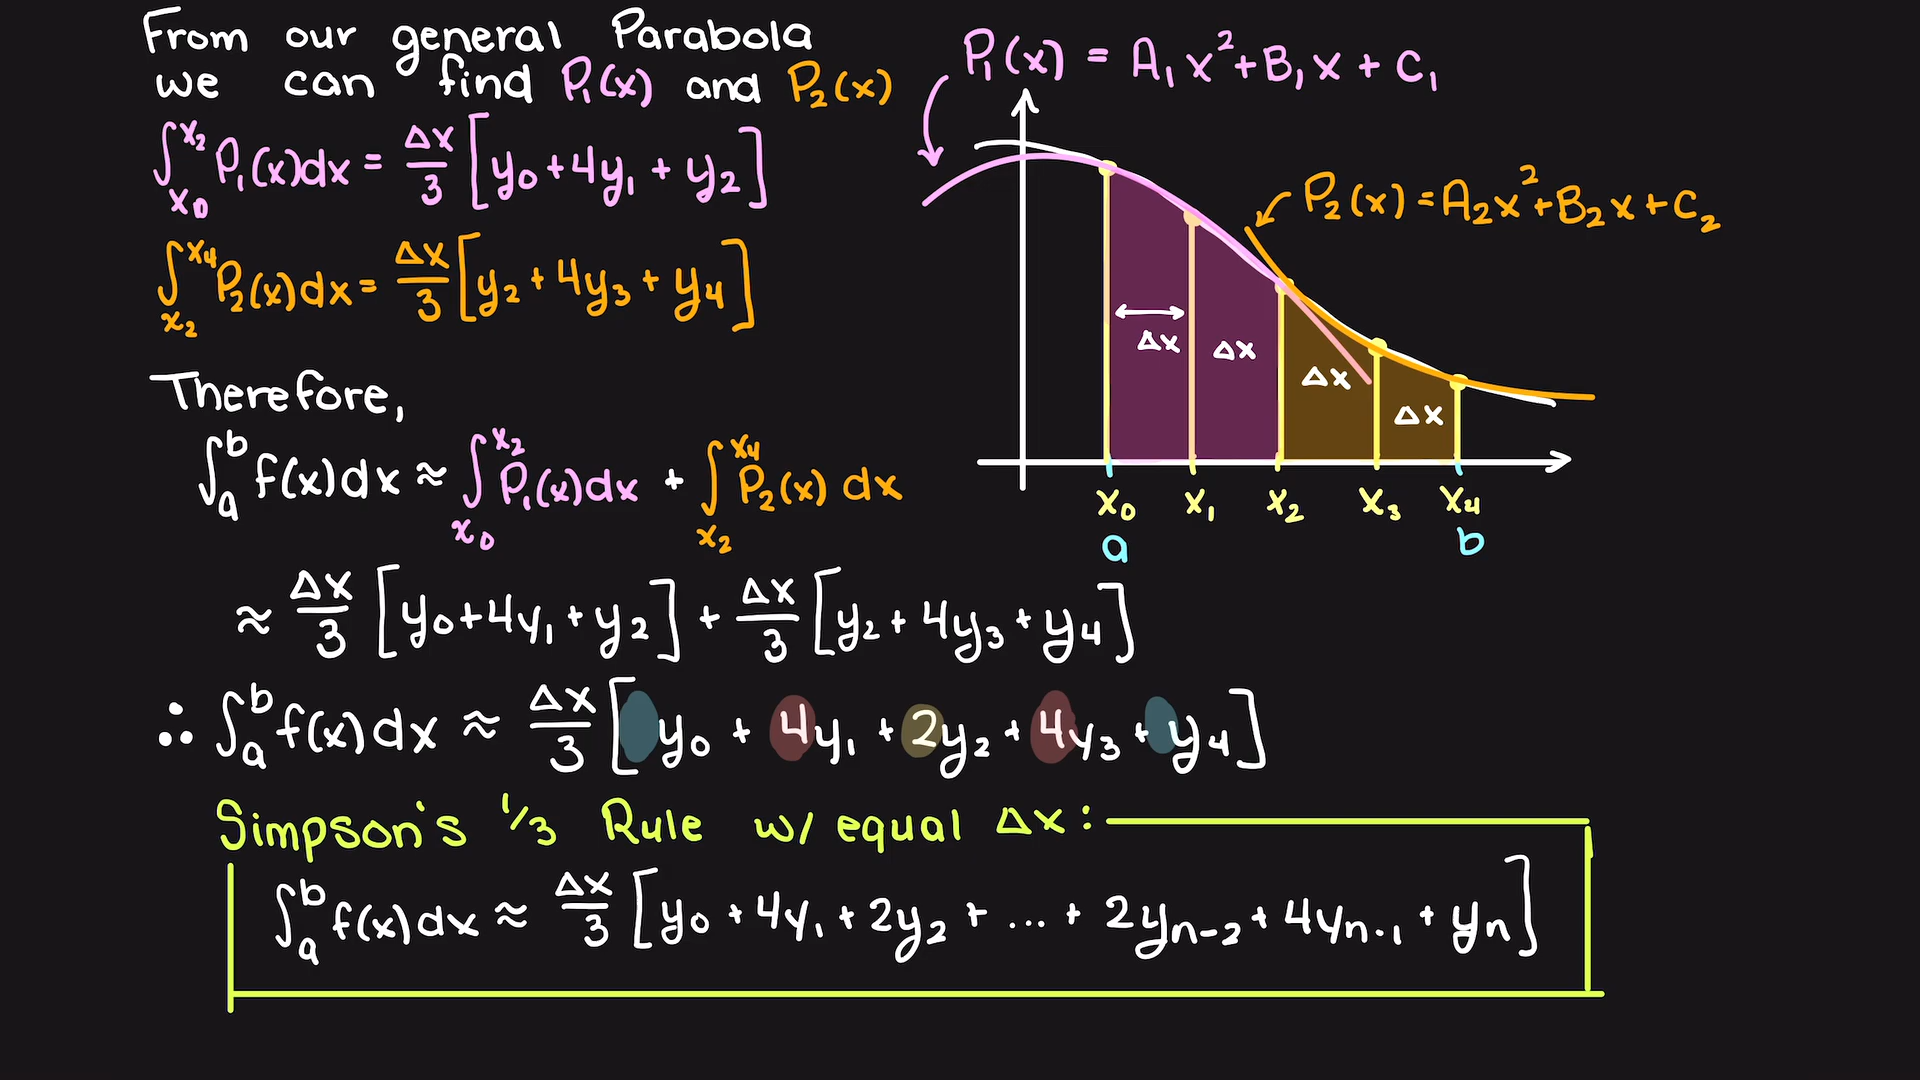 From our general Parabola
we can find P₁(x) and P₂(x)
∫_{x₀}^{x₂} P₁(x)dx = Δx/3 [y₀ + 4y₁ + y₂]
∫_{x₂}^{x₄} P₂(x)dx = Δx/3 [y₂ + 4y₃ + y₄]
Therefore,
∫_a^b f(x)dx ≈ ∫_{x₀}^{x₂} P₁(x)dx + ∫_{x₂}^{x₄} P₂(x) dx
≈ Δx/3 [y₀ + 4y₁ + y₂] + Δx/3 [y₂ + 4y₃ + y₄]
∴ ∫_a^b f(x)dx ≈ Δx/3 [y₀ + 4y₁ + 2y₂ + 4y₃ + y₄]
Simpson's 1/3 Rule w/ equal Δx:
∫_a^b f(x)dx ≈ Δx/3 [y₀ + 4y₁ + 2y₂ + ... + 2yₙ₋₂ + 4yₙ₋₁ + yₙ]
P₁(x) = A₁x² + B₁x + C₁
P₂(x) = A₂x² + B₂x + C₂
Δx Δx Δx Δx
x₀ x₁ x₂ x₃ x₄
a b